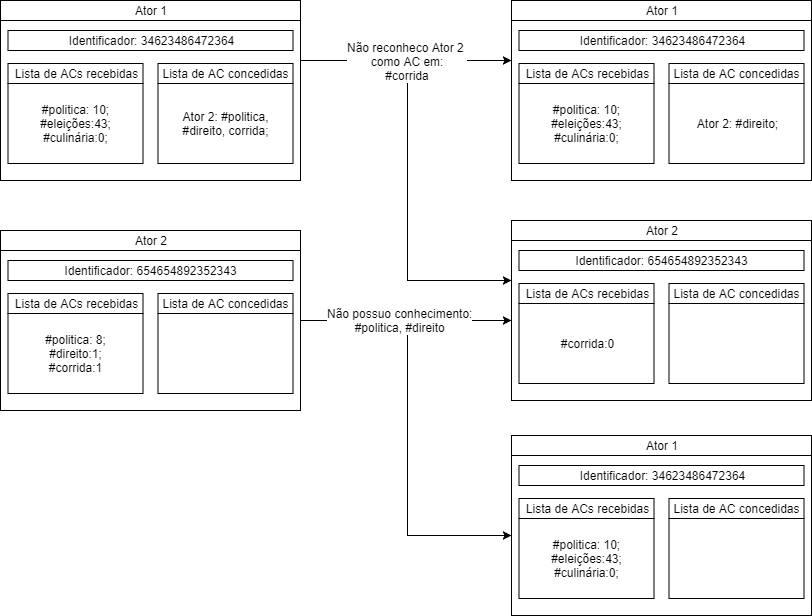 Ator 1
Identificador: 34623486472364
Lista de ACs recebidas
Lista de AC concedidas
#politica: 10;
#eleições:43;
#culinária:0;
Ator 2: #politica,
#direito, corrida;
Não reconheço Ator 2
como AC em:
#corrida
Ator 1
Identificador: 34623486472364
Lista de ACs recebidas
Lista de AC concedidas
#politica: 10;
#eleições:43;
#culinária:0;
Ator 2: #direito;
Ator 2
Identificador: 654654892352343
Lista de ACs recebidas
Lista de AC concedidas
#politica: 8;
#direito:1;
#corrida:1
Não possuo conhecimento:
#politica, #direito
Ator 2
Identificador: 654654892352343
Lista de ACs recebidas
Lista de AC concedidas
#corrida:0
Ator 1
Identificador: 34623486472364
Lista de ACs recebidas
Lista de AC concedidas
#politica: 10;
#eleições:43;
#culinária:0;